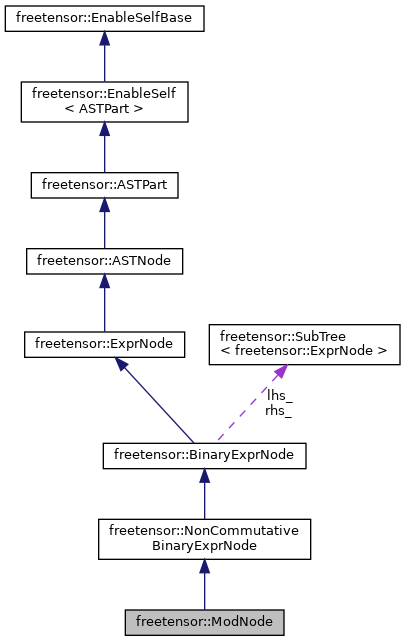 freetensor::EnableSelfBase
freetensor::EnableSelf
< ASTPart >
freetensor::ASTPart
freetensor::ASTNode
freetensor::ExprNode
freetensor::SubTree
< freetensor::ExprNode >
lhs_
rhs_
freetensor::BinaryExprNode
freetensor::NonCommutative
BinaryExprNode
freetensor::ModNode